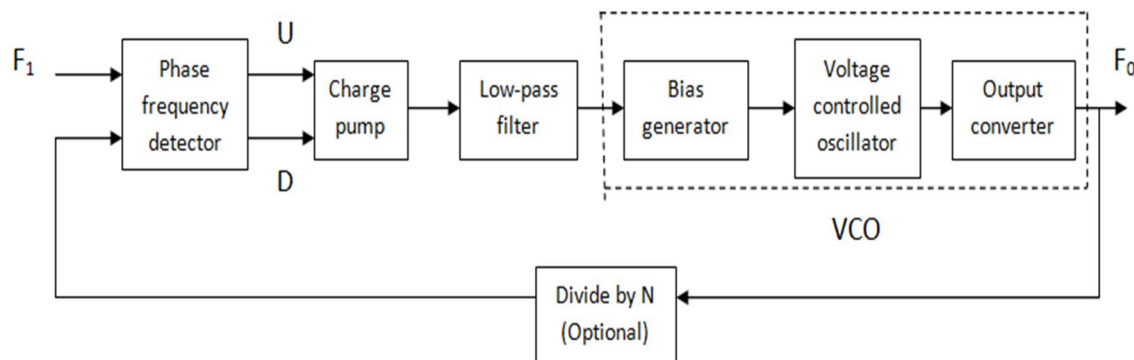 F1
Phase
frequency
detector
U
D
Charge
pump
Low-pass
filter
Bias
generator
Voltage
controlled
oscillator
Output
converter
F0
VCO
Divide by N
(Optional)